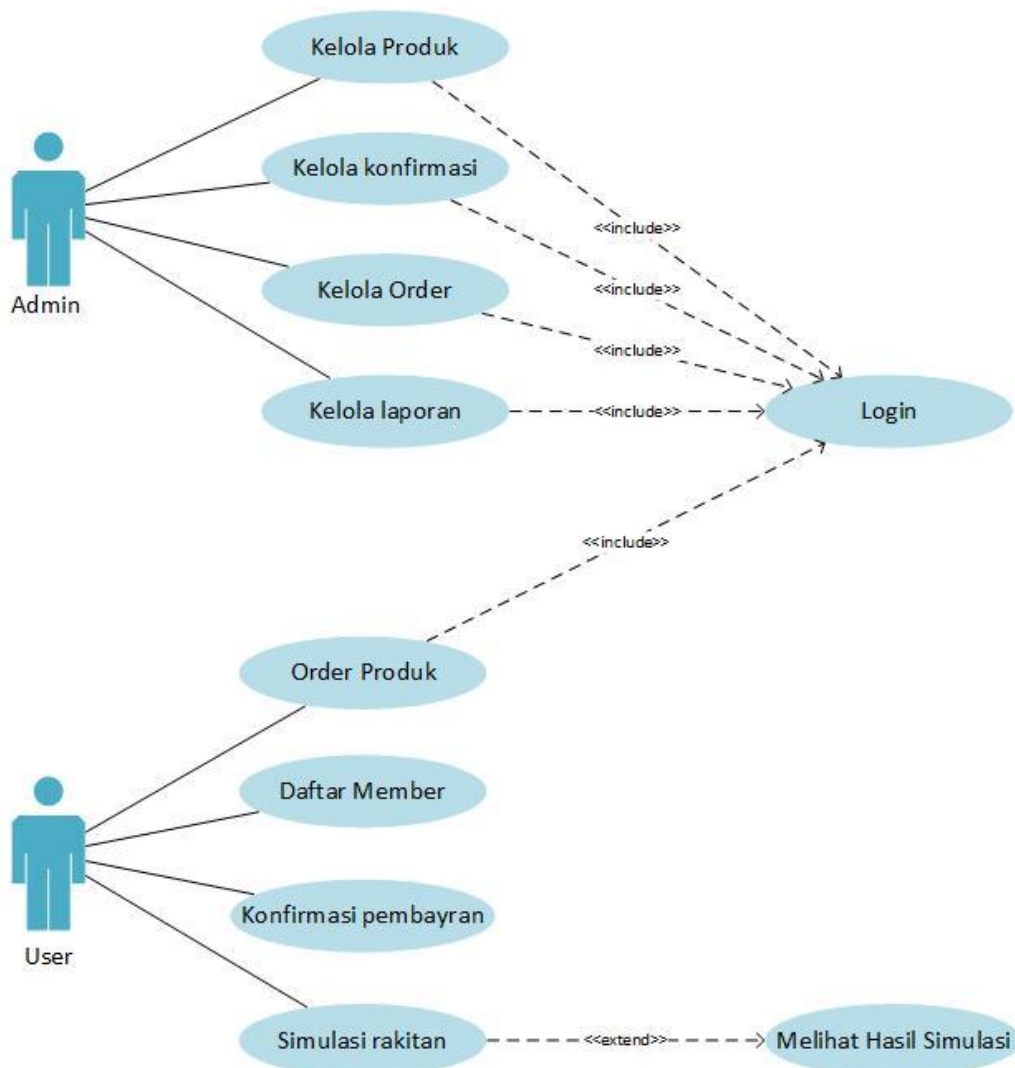 Kelola Produk
Kelola konfirmasi
<<include>>
Admin
Kelola Order
<<include>>
<<include>>
Kelola laporan
<<include>>
Login
<<include>>
Order Produk
Daftar Member
Konfirmasi pembayran
User
Simulasi rakitan
<<extend>>
Melihat Hasil Simulasi